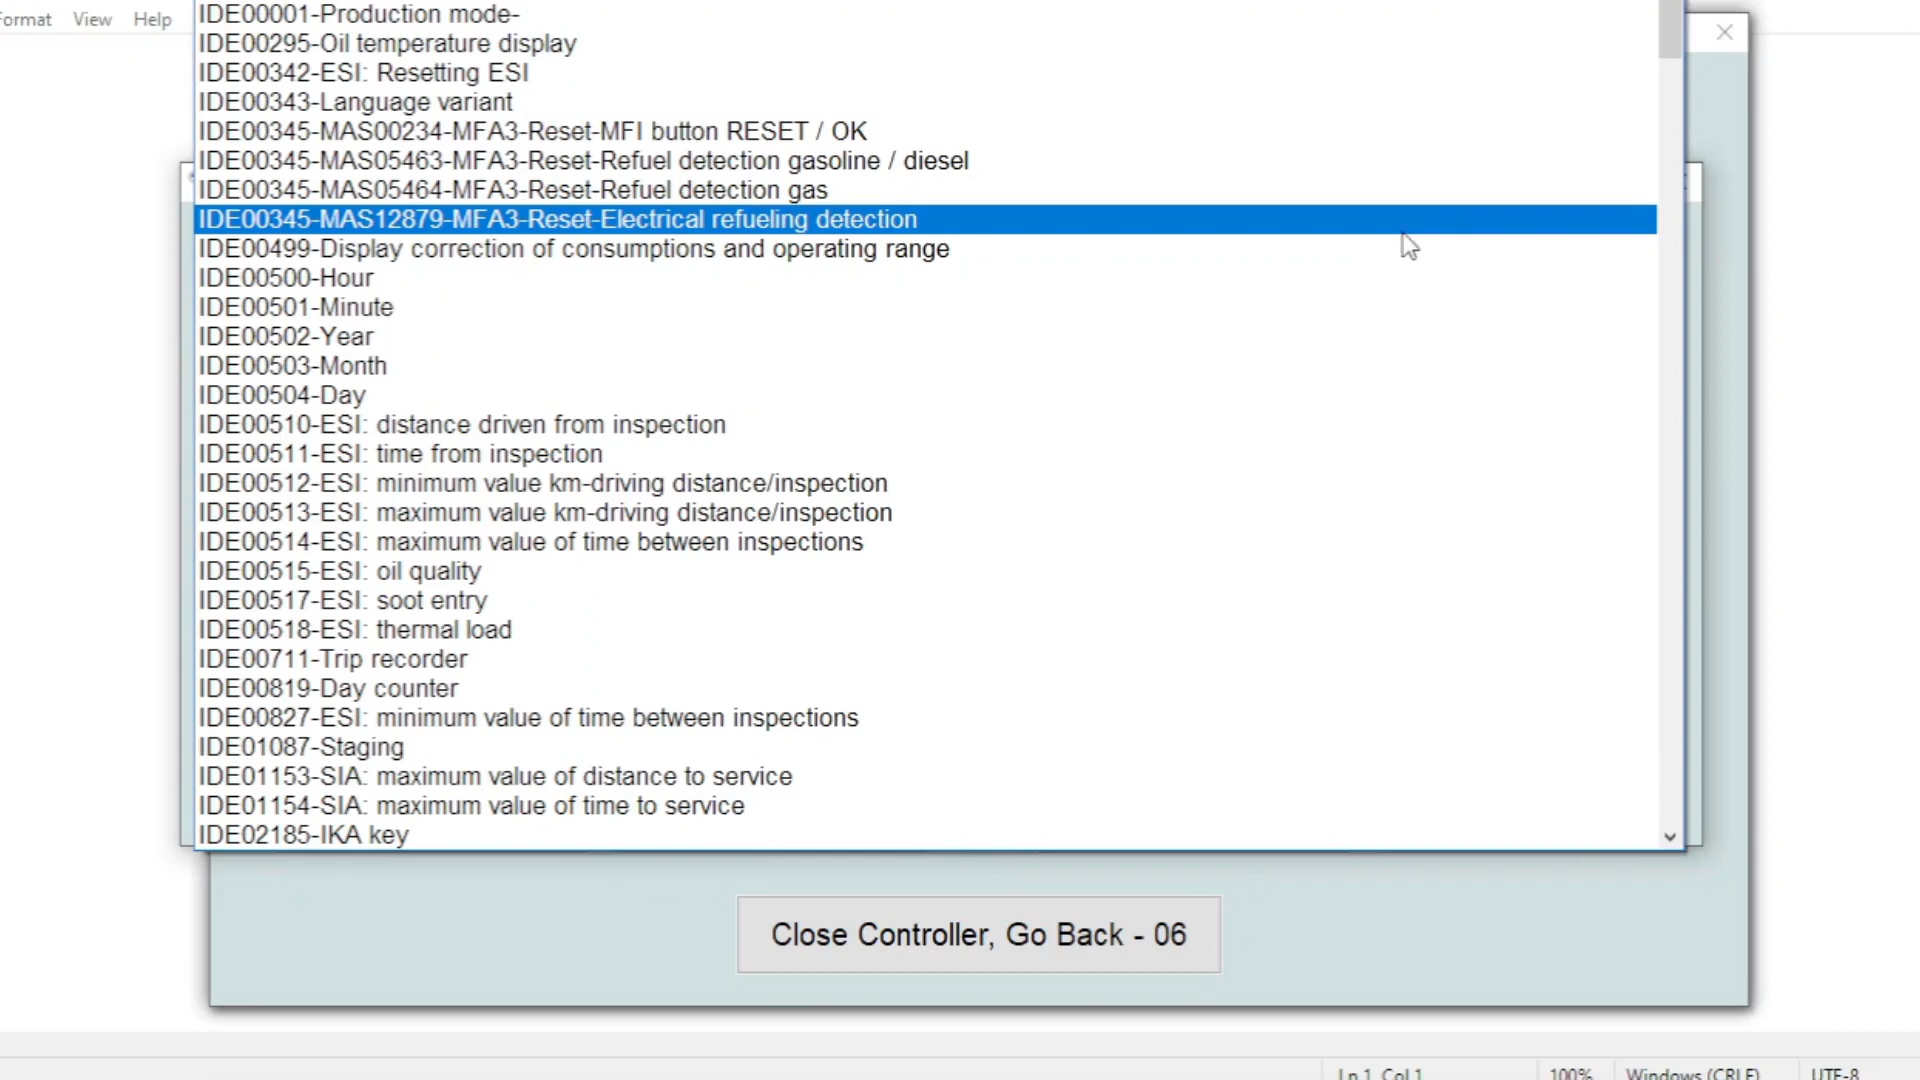 Format View Help
IDE00001-Production mode-
IDE00295-Oil temperature display
IDE00342-ESI: Resetting ESI
IDE00343-Language variant
IDE00345-MAS00234-MFA3-Reset-MFI button RESET / OK
IDE00345-MAS05463-MFA3-Reset-Refuel detection gasoline / diesel
IDE00345-MAS05464-MFA3-Reset-Refuel detection gas
IDE00345-MAS12879-MFA3-Reset-Electrical refueling detection
IDE00499-Display correction of consumptions and operating range
IDE00500-Hour
IDE00501-Minute
IDE00502-Year
IDE00503-Month
IDE00504-Day
IDE00510-ESI: distance driven from inspection
IDE00511-ESI: time from inspection
IDE00512-ESI: minimum value km-driving distance/inspection
IDE00513-ESI: maximum value km-driving distance/inspection
IDE00514-ESI: maximum value of time between inspections
IDE00515-ESI: oil quality
IDE00517-ESI: soot entry
IDE00518-ESI: thermal load
IDE00711-Trip recorder
IDE00819-Day counter
IDE00827-ESI: minimum value of time between inspections
IDE01087-Staging
IDE01153-SIA: maximum value of distance to service
IDE01154-SIA: maximum value of time to service
IDE02185-IKA key
Close Controller, Go Back - 06
Ln 1, Col 1 100% Windows (CRLF) UTF-8